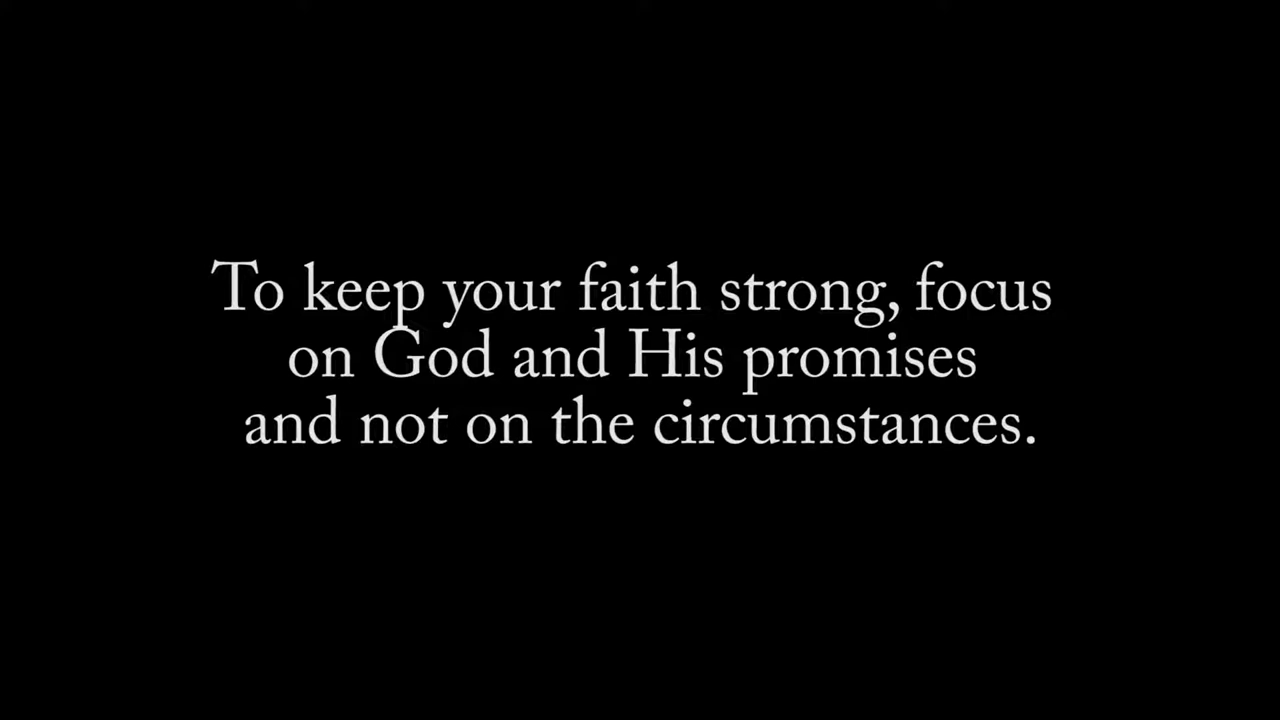 To keep your faith strong, focus
on God and His promises
and not on the circumstances.